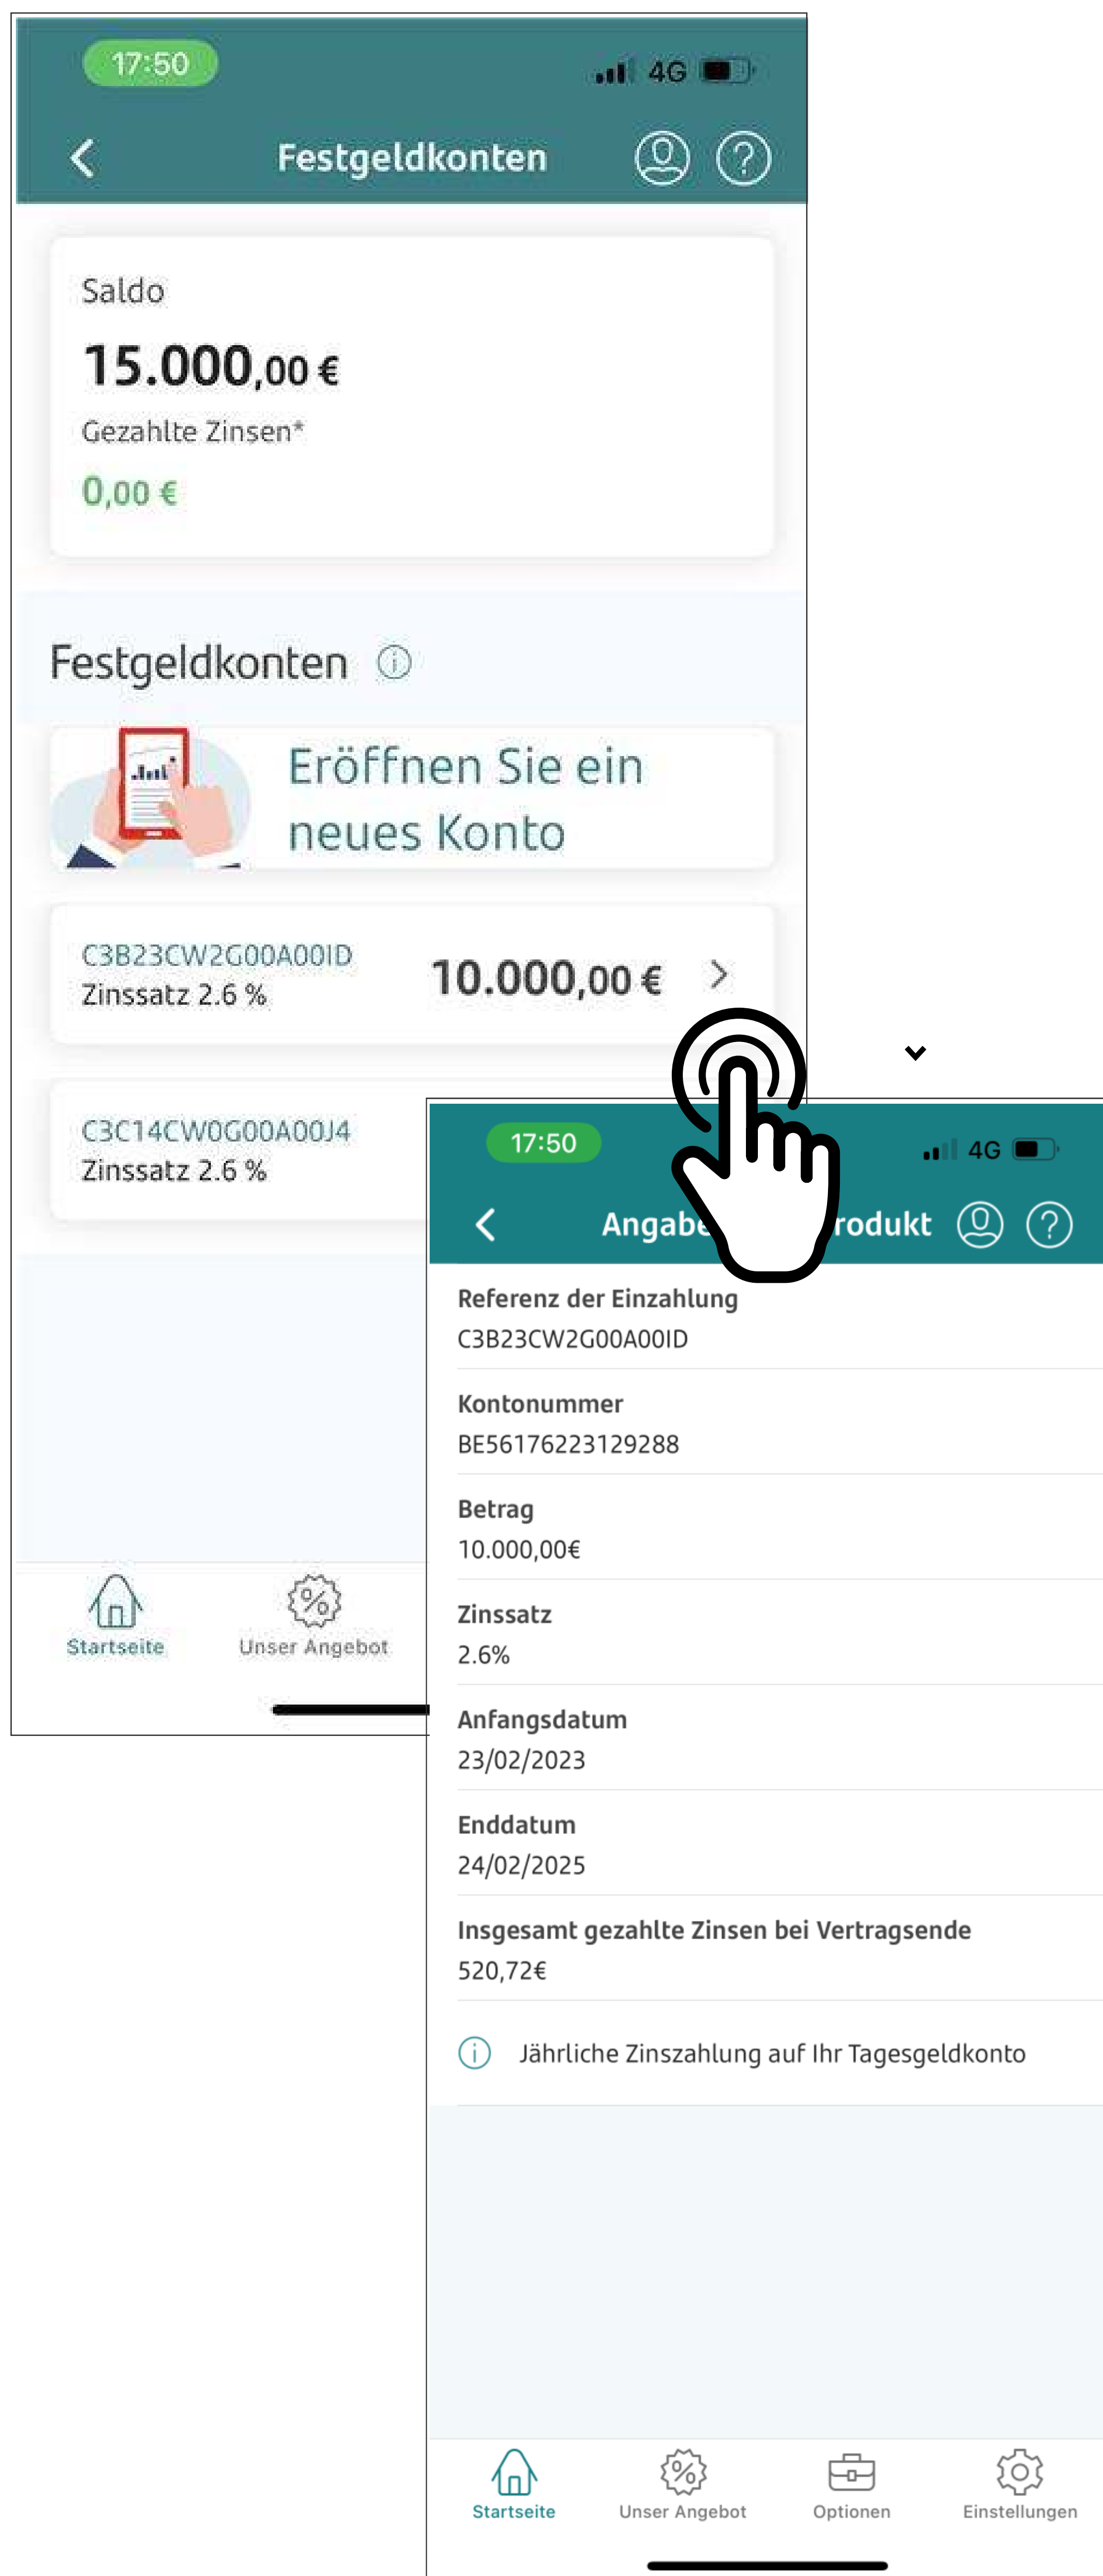 17:50
4G
Festgeldkonten
Saldo
15.000,00 €
Gezahlte Zinsen*
0,00 €
Festgeldkonten
Eröffnen Sie ein
neues Konto
C3B23CW2G00A00ID
Zinssatz 2.6 %
10.000,00 €
C3C14CW0G00A00J4
Zinssatz 2.6 %
Startseite
Unser Angebot
17:50
4G
Referenz der Einzahlung
C3B23CW2G00A00ID
Kontonummer
BE56176223129288
Betrag
10.000,00€
Zinssatz
2.6%
Anfangsdatum
23/02/2023
Enddatum
24/02/2025
Insgesamt gezahlte Zinsen bei Vertragsende
520,72€
Jährliche Zinszahlung auf Ihr Tagesgeldkonto
Startseite
Unser Angebot
Optionen
Einstellungen